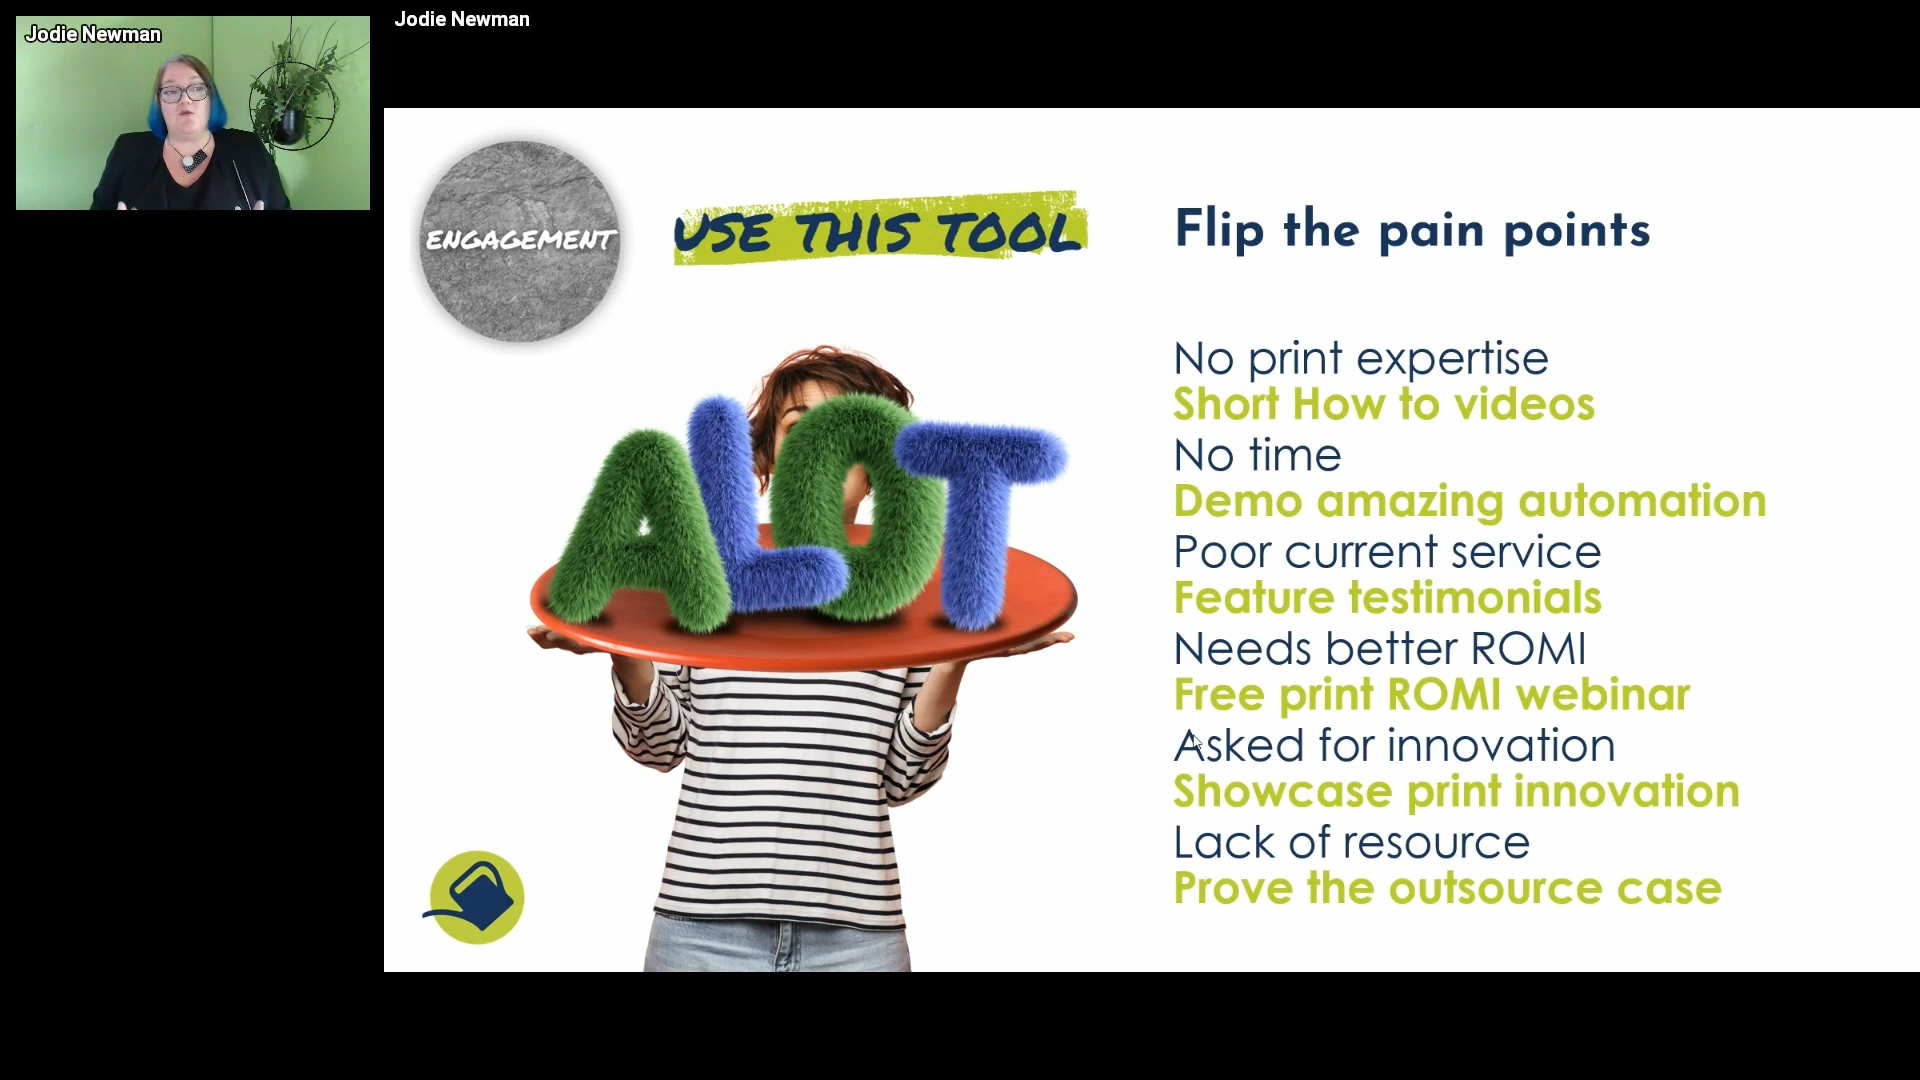 Jodie Newman
Jodie Newman
ENGAGEMENT
USE THIS TOOL
Flip the pain points
ALOT
No print expertise
Short How to videos
No time
Demo amazing automation
Poor current service
Feature testimonials
Needs better ROMI
Free print ROMI webinar
Asked for innovation
Showcase print innovation
Lack of resource
Prove the outsource case